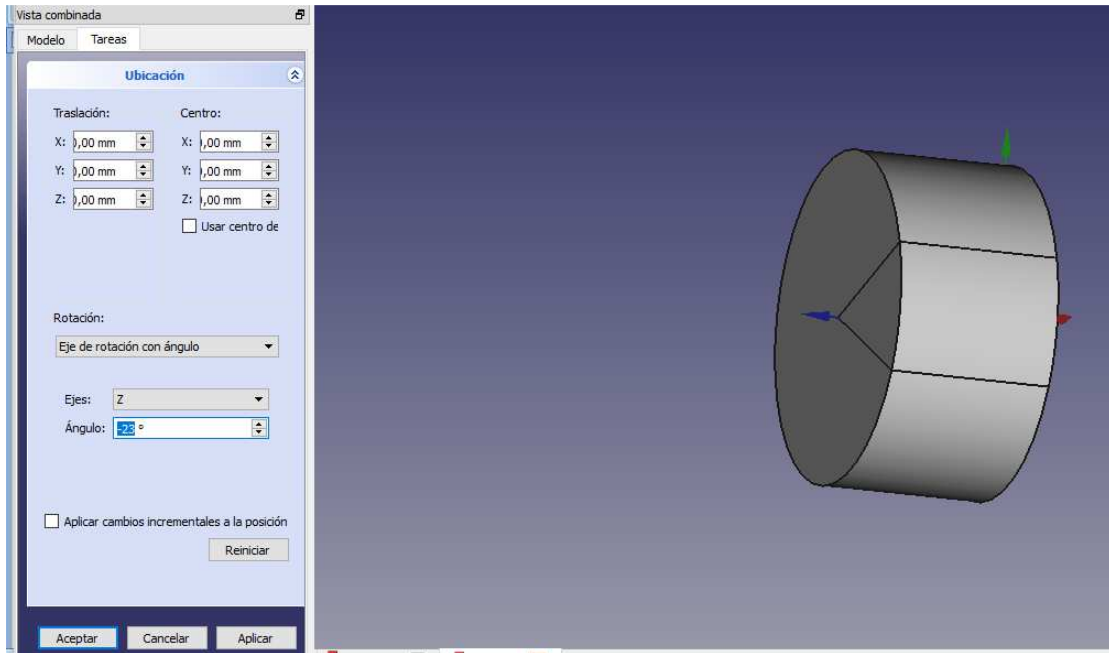 Vista combinada
Modelo Tareas
Ubicación
Traslación: Centro:
X: ,00 mm X: ,00 mm
Y: ,00 mm Y: ,00 mm
Z: ,00 mm Z: ,00 mm
Usar centro de
Rotación:
Eje de rotación con ángulo
Ejes: Z
Ángulo: -23 °
Aplicar cambios incrementales a la posición
Reiniciar
Aceptar Cancelar Aplicar